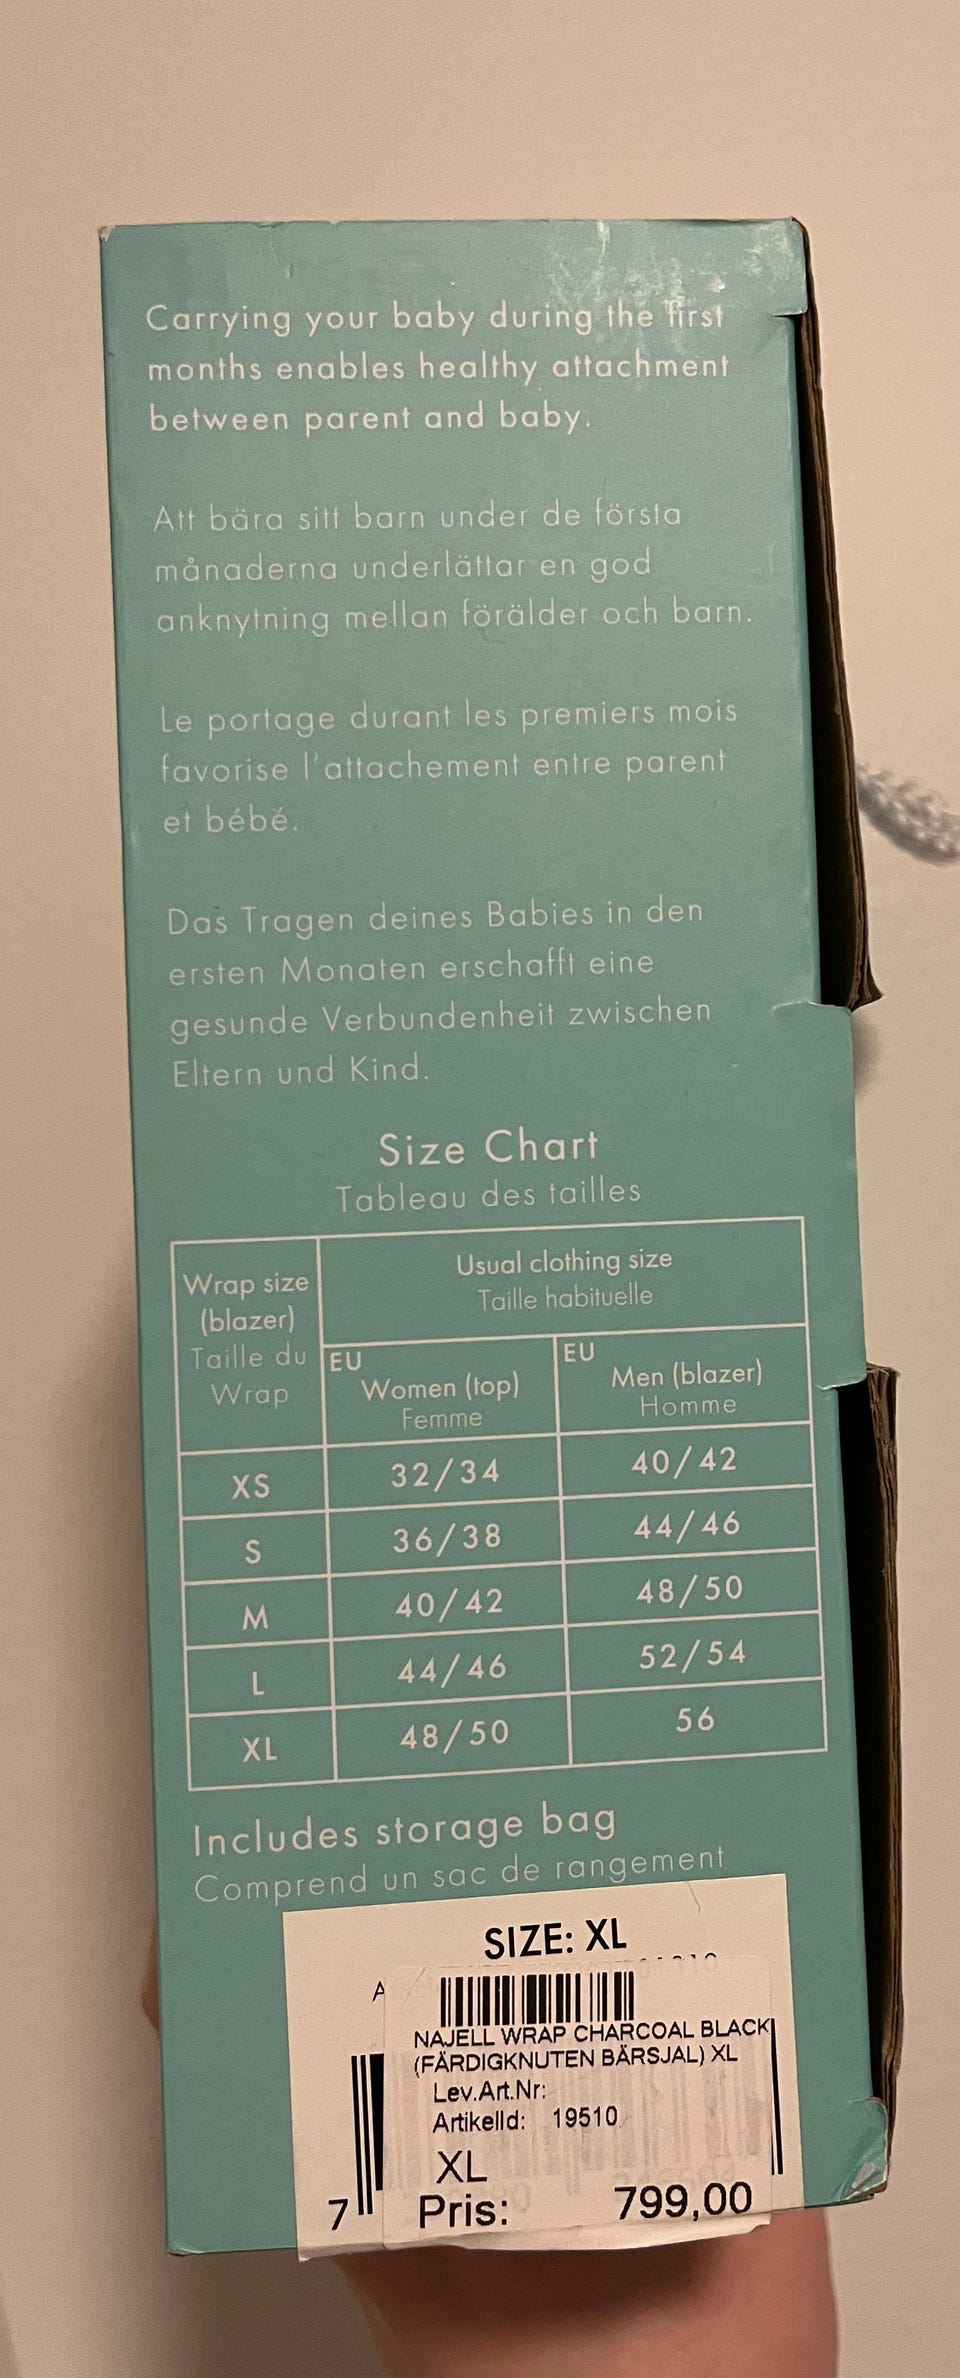 Carrying your baby during the first
months enables healthy attachment
between parent and baby.
Att bära sitt barn under de första
månaderna underlättar en god
anknytning mellan förälder och barn.
Le portage durant les premiers mois
favorise l'attachement entre parent
et bébé.
Das Tragen deines Babies in den
ersten Monaten erschafft eine
gesunde Verbundenheit zwischen
Eltern und Kind.
Size Chart
Tableau des tailles
Wrap size
(blazer)
Taille du
Wrap
Usual clothing size
Taille habituelle
EU
Women (top)
Femme
EU
Men (blazer)
Homme
XS 32/34 40/42
S 36/38 44/46
M 40/42 48/50
L 44/46 52/54
XL 48/50 56
Includes storage bag
Comprend un sac de rangement
SIZE: XL
A
NAJELL WRAP CHARCOAL BLACK
(FÄRDIGKNUTEN BÄRSJAL) XL
Lev.Art.Nr:
ArtikelId: 19510
XL
7
Pris: 799,00